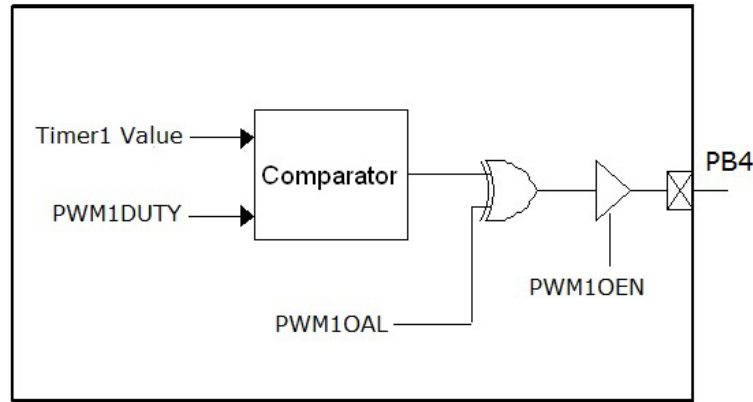 Timer1 Value
PWM1DUTY
Comparator
PB4
PWM1OEN
PWM1OAL